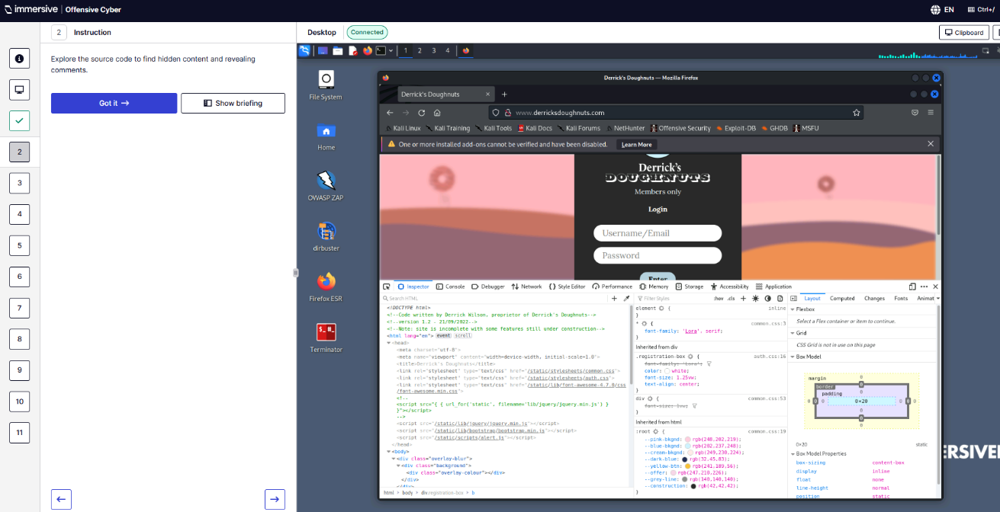 immersive | Offensive Cyber
EN
Ctrl+/
2 Instruction
Explore the source code to find hidden content and revealing
comments.
Got it →
Show briefing
2
3
4
5
6
7
8
9
10
11
Desktop
Connected
Clipboard
1 2 3 4
File System
Home
OWASP ZAP
dirbuster
Firefox ESR
Terminator
Derrick's Doughnuts — Mozilla Firefox
Derrick's Doughnuts
www.derricksdoughnuts.com
Kali Linux Kali Training Kali Tools Kali Docs Kali Forums NetHunter Offensive Security Exploit-DB GHDB MSFU
One or more installed add-ons cannot be verified and have been disabled. Learn More
Derrick's
DOUGHNUTS
Members only
Login
Username/Email
Password
Enter
Inspector Console Debugger Network Style Editor Performance Memory Storage Accessibility Application
Search HTML
<!DOCTYPE html>
<!--Code written by Derrick Wilson, proprietor of Derrick's Doughnuts-->
<!--version 1.2 - 21/09/2022-->
<!--Note: site is incomplete with some features still under construction-->
<html lang="en"> event scroll
<head>
<meta charset="utf-8">
<meta name="viewport" content="width=device-width, initial-scale=1.0">
<title>Derrick's Doughnuts</title>
<link rel="stylesheet" type="text/css" href="/static/stylesheets/common.css">
<link rel="stylesheet" type="text/css" href="/static/stylesheets/auth.css">
<link rel="stylesheet" type="text/css" href="/static/lib/font-awesome-4.7.0/css
/font-awesome.min.css">
<!--
<script src="{ { url_for('static', filename='lib/jquery/jquery.min.js') }
}"></script>
-->
<script src="/static/lib/jquery/jquery.min.js"></script>
<script src="/static/lib/bootstrap/bootstrap.min.js"></script>
<script src="/static/scripts/alert.js"></script>
</head>
<body>
<div class="overlay-blur">
<div class="background">
<div class="overlay-colour"></div>
</div>
</div>
html > body > div.registration-box > b
Filter Styles
:hov .cls
element { inline
}
* { common.css:3
font-family: 'Lora', serif;
}
Inherited from div
.registration-box { auth.css:16
font-family: 'Lora';
color: white;
font-size: 1.25vw;
text-align: center;
}
div { common.css:53
font-size: 1vw;
}
Inherited from html
:root { common.css:19
--pink-bkgnd: rgb(248,202,219);
--blue-bkgnd: rgb(202,237,248);
--cream-bkgnd: rgb(249,230,224);
--dark-blue: rgb(32,45,83);
--yellow-btn: rgb(241,189,56);
--offer: rgb(247,210,226);
--grey-line: rgb(140,140,140);
--construction: rgb(42,42,42);
}
Layout Computed Changes Fonts Animat
Flexbox
Select a Flex container or item to continue.
Grid
CSS Grid is not in use on this page
Box Model
margin 0
border 0
padding 0
0 0 0 0×20 0 0 0
0
0
0
0×20 static
Box Model Properties
box-sizing content-box
display inline
float none
line-height normal
position static
ERSIVE